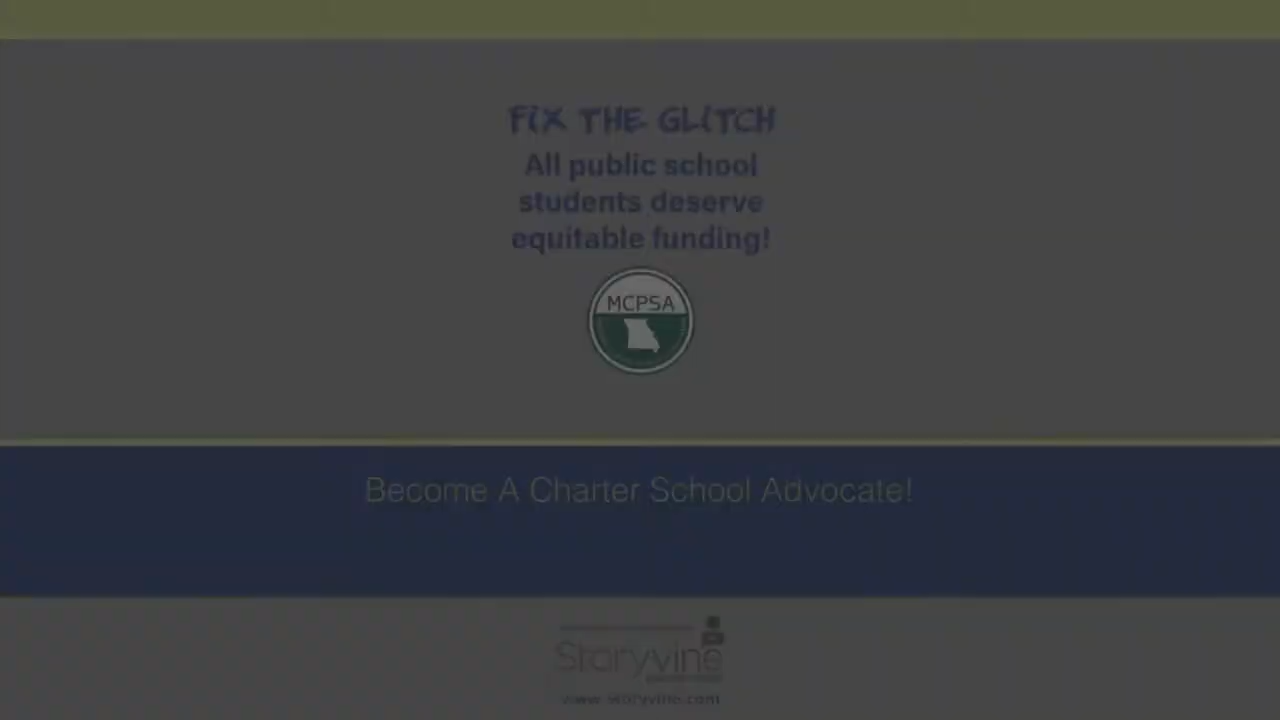 FIX THE GLITCH
All public school
students deserve
equitable funding!
MCPSA
Become A Charter School Advocate!
Storyvine
www.storyvine.com